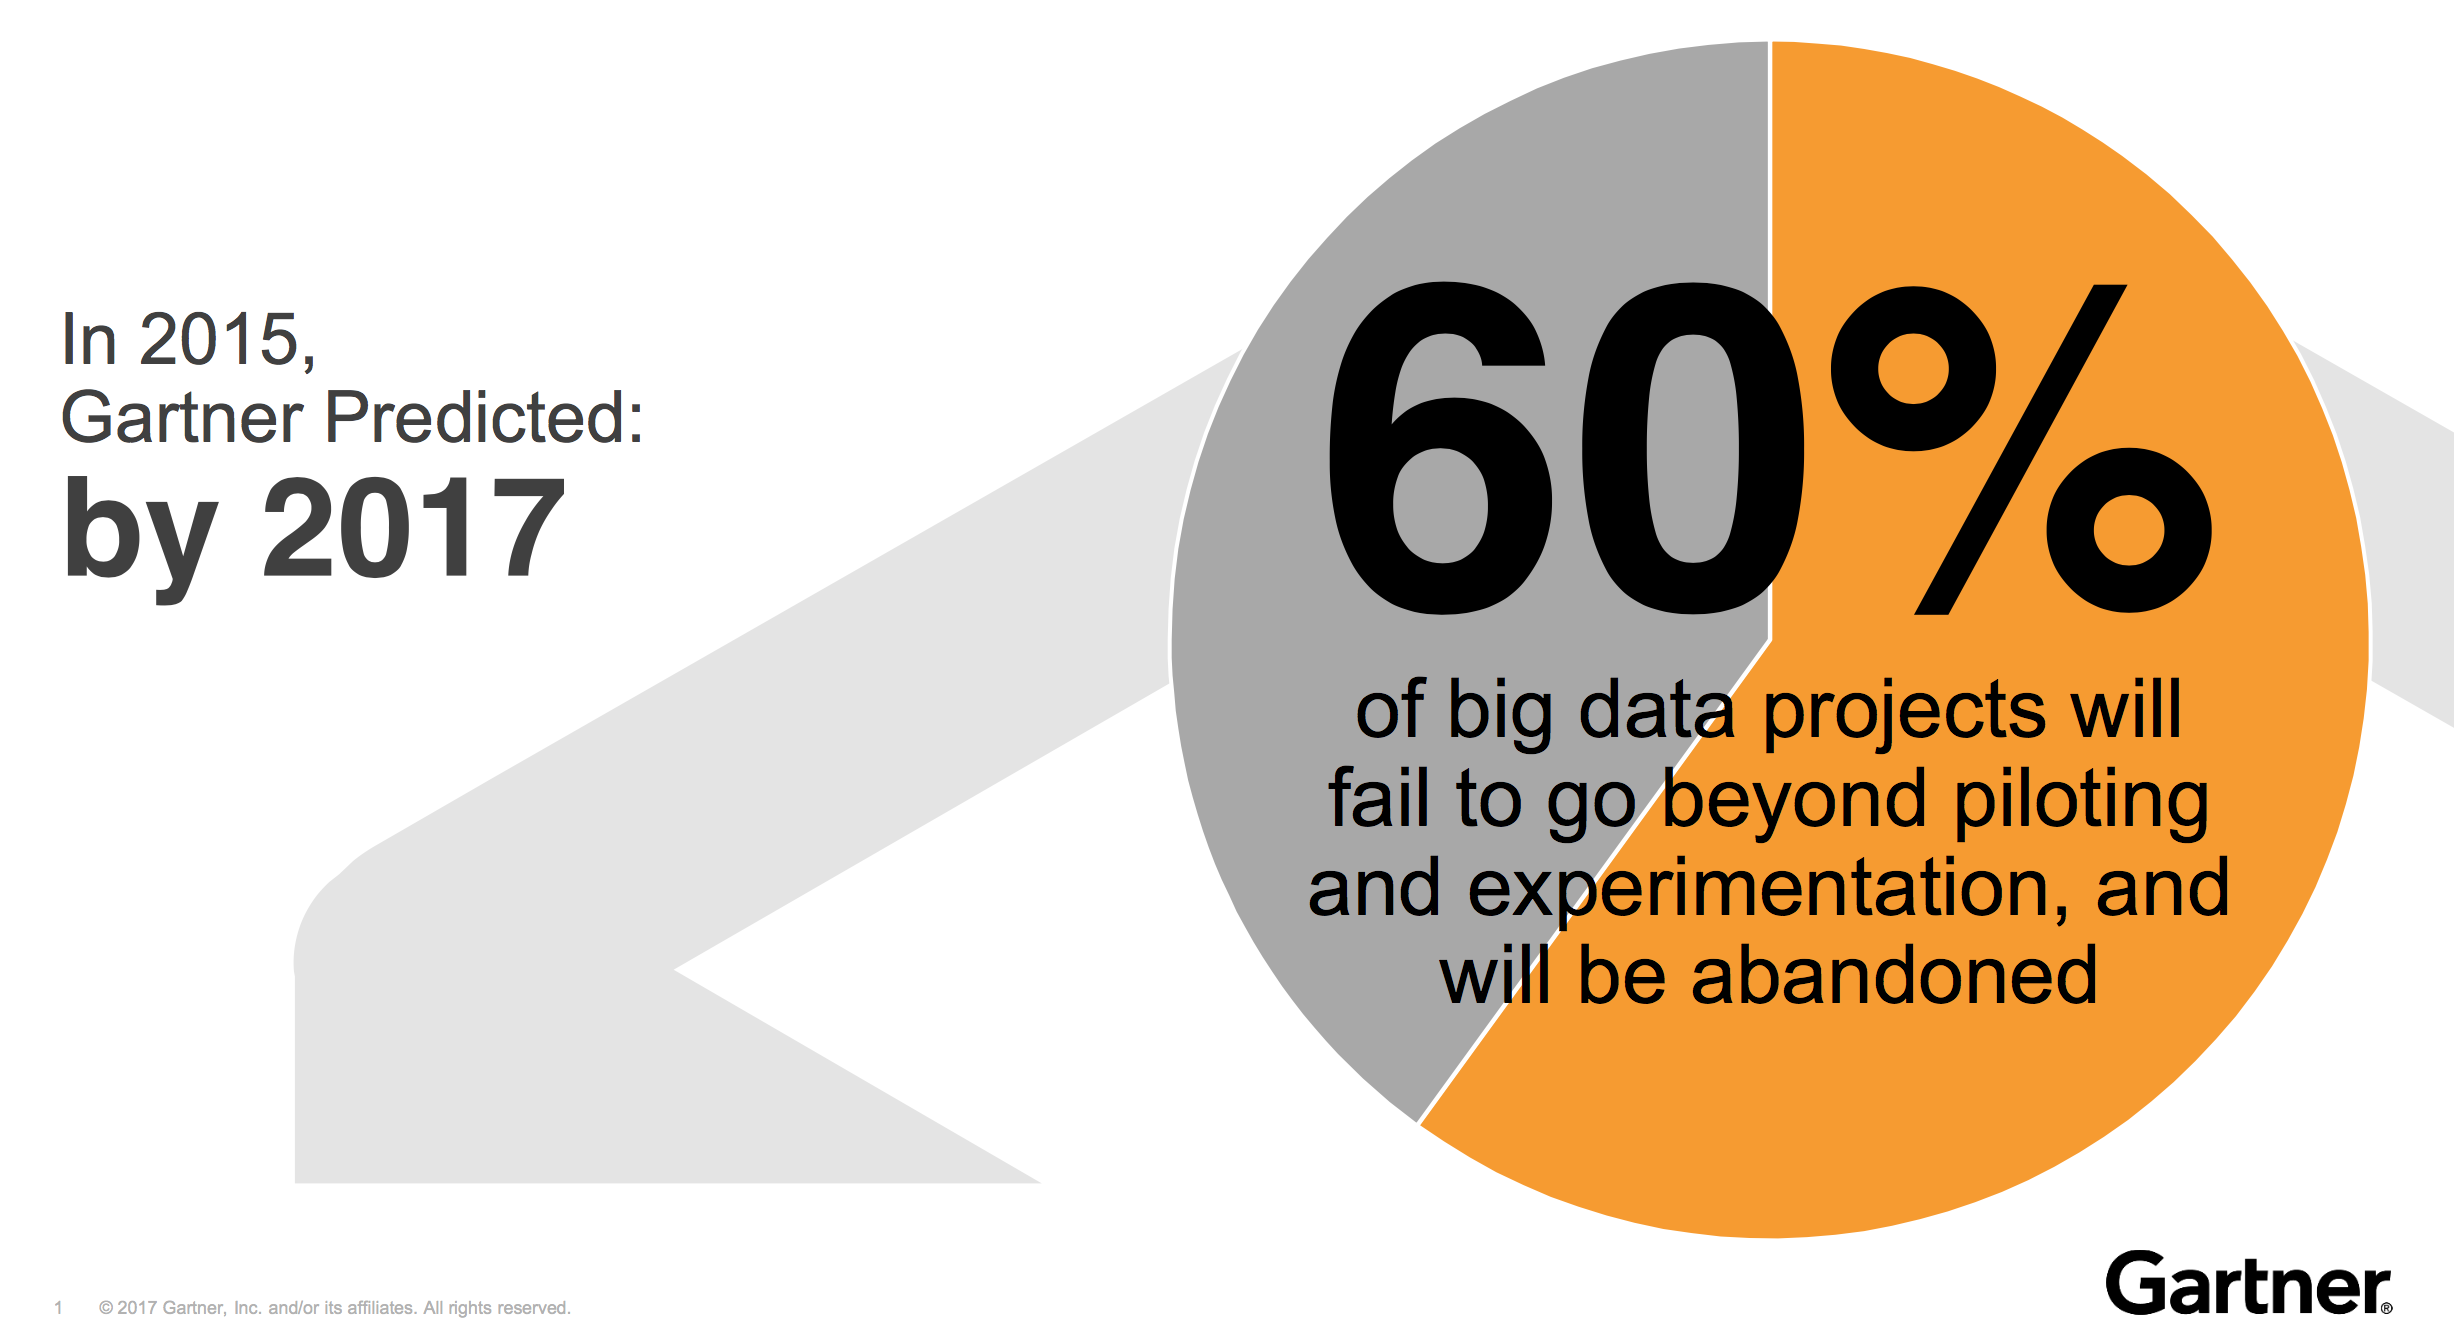 In 2015,
Gartner Predicted:
by 2017
60%
of big data projects will
fail to go beyond piloting
and experimentation, and
will be abandoned
1 © 2017 Gartner, Inc. and/or its affiliates. All rights reserved.
Gartner®